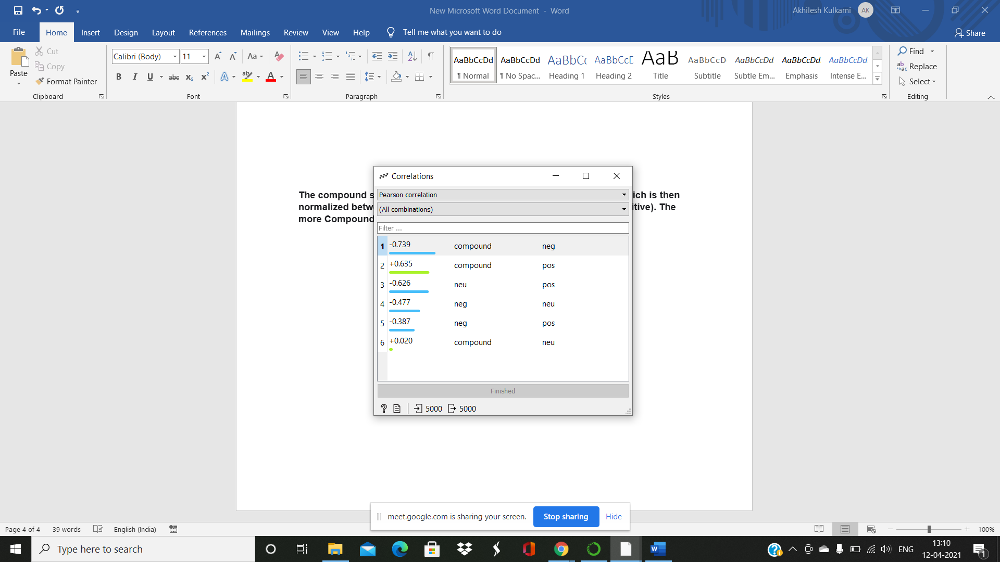 New Microsoft Word Document - Word
Akhilesh Kulkarni
AK
File
Home
Insert
Design
Layout
References
Mailings
Review
View
Help
Tell me what you want to do
Share
Paste
Cut
Copy
Format Painter
Clipboard
Calibri (Body)
11
Font
Paragraph
AaBbCcDd
¶ Normal
AaBbCcDd
¶ No Spac...
AaBbCc
Heading 1
AaBbCcD
Heading 2
AaB
Title
AaBbCcD
Subtitle
AaBbCcDd
Subtle Em...
AaBbCcDd
Emphasis
AaBbCcDd
Intense E...
Styles
Find
Replace
Select
Editing
The compound s
ich is then
normalized betw
itive). The
more Compound
Correlations
Pearson correlation
(All combinations)
Filter ...
1 -0.739 compound neg
2 +0.635 compound pos
3 -0.626 neu pos
4 -0.477 neg neu
5 -0.387 neg pos
6 +0.020 compound neu
Finished
? 5000 5000
meet.google.com is sharing your screen.
Stop sharing
Hide
Page 4 of 4
39 words
English (India)
100%
Type here to search
ENG
13:10
12-04-2021
1